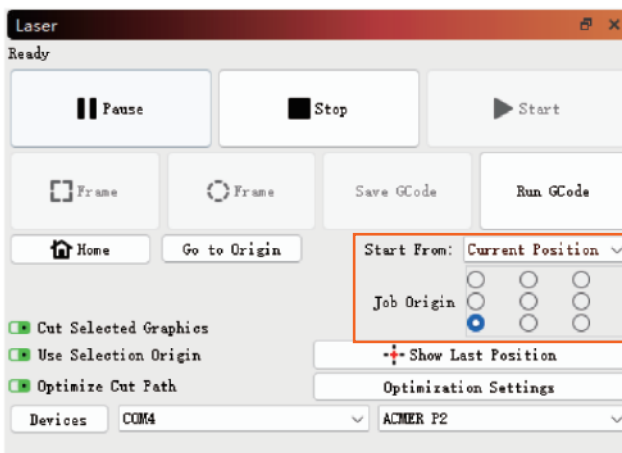 Laser
Ready
Pause Stop Start
Frame Frame Save GCode Run GCode
Home Go to Origin Start From: Current Position
Job Origin
Cut Selected Graphics
Use Selection Origin Show Last Position
Optimize Cut Path Optimization Settings
Devices COM4 ACMER P2